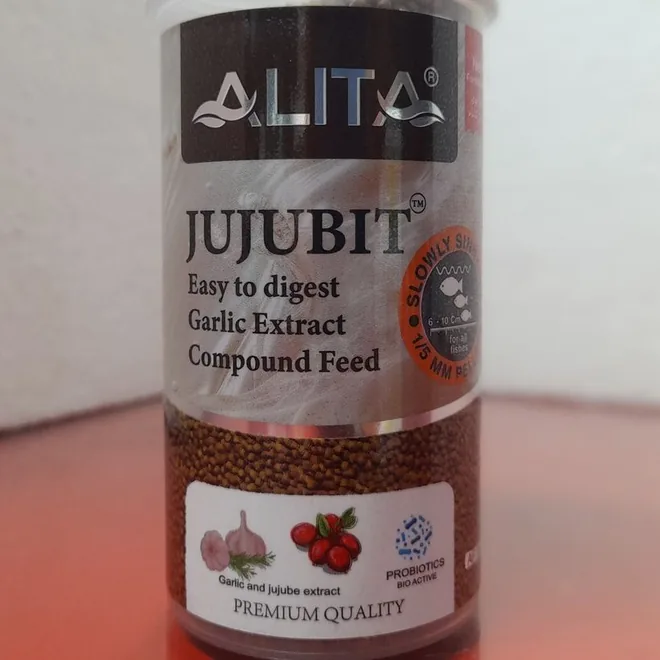 ALITA®
JUJUBIT™
Easy to digest
Garlic Extract
Compound Feed
SLOWLY
6 - 10 Cm
for all
fishes
1/5 MM
Garlic and jujube extract
PROBIOTICS
BIO ACTIVE
PREMIUM QUALITY